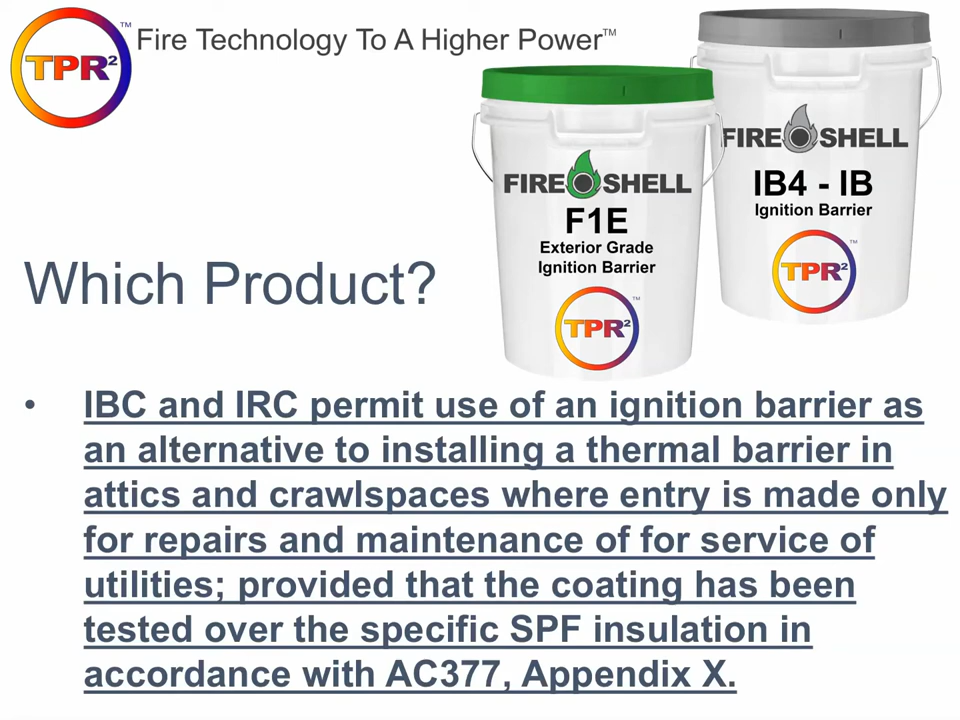 TPR²™
Fire Technology To A Higher Power™
FIRE SHELL
IB4 - IB
Ignition Barrier
TPR²™
FIRE SHELL
F1E
Exterior Grade
Ignition Barrier
TPR²™
Which Product?
• IBC and IRC permit use of an ignition barrier as
an alternative to installing a thermal barrier in
attics and crawlspaces where entry is made only
for repairs and maintenance of for service of
utilities; provided that the coating has been
tested over the specific SPF insulation in
accordance with AC377, Appendix X.